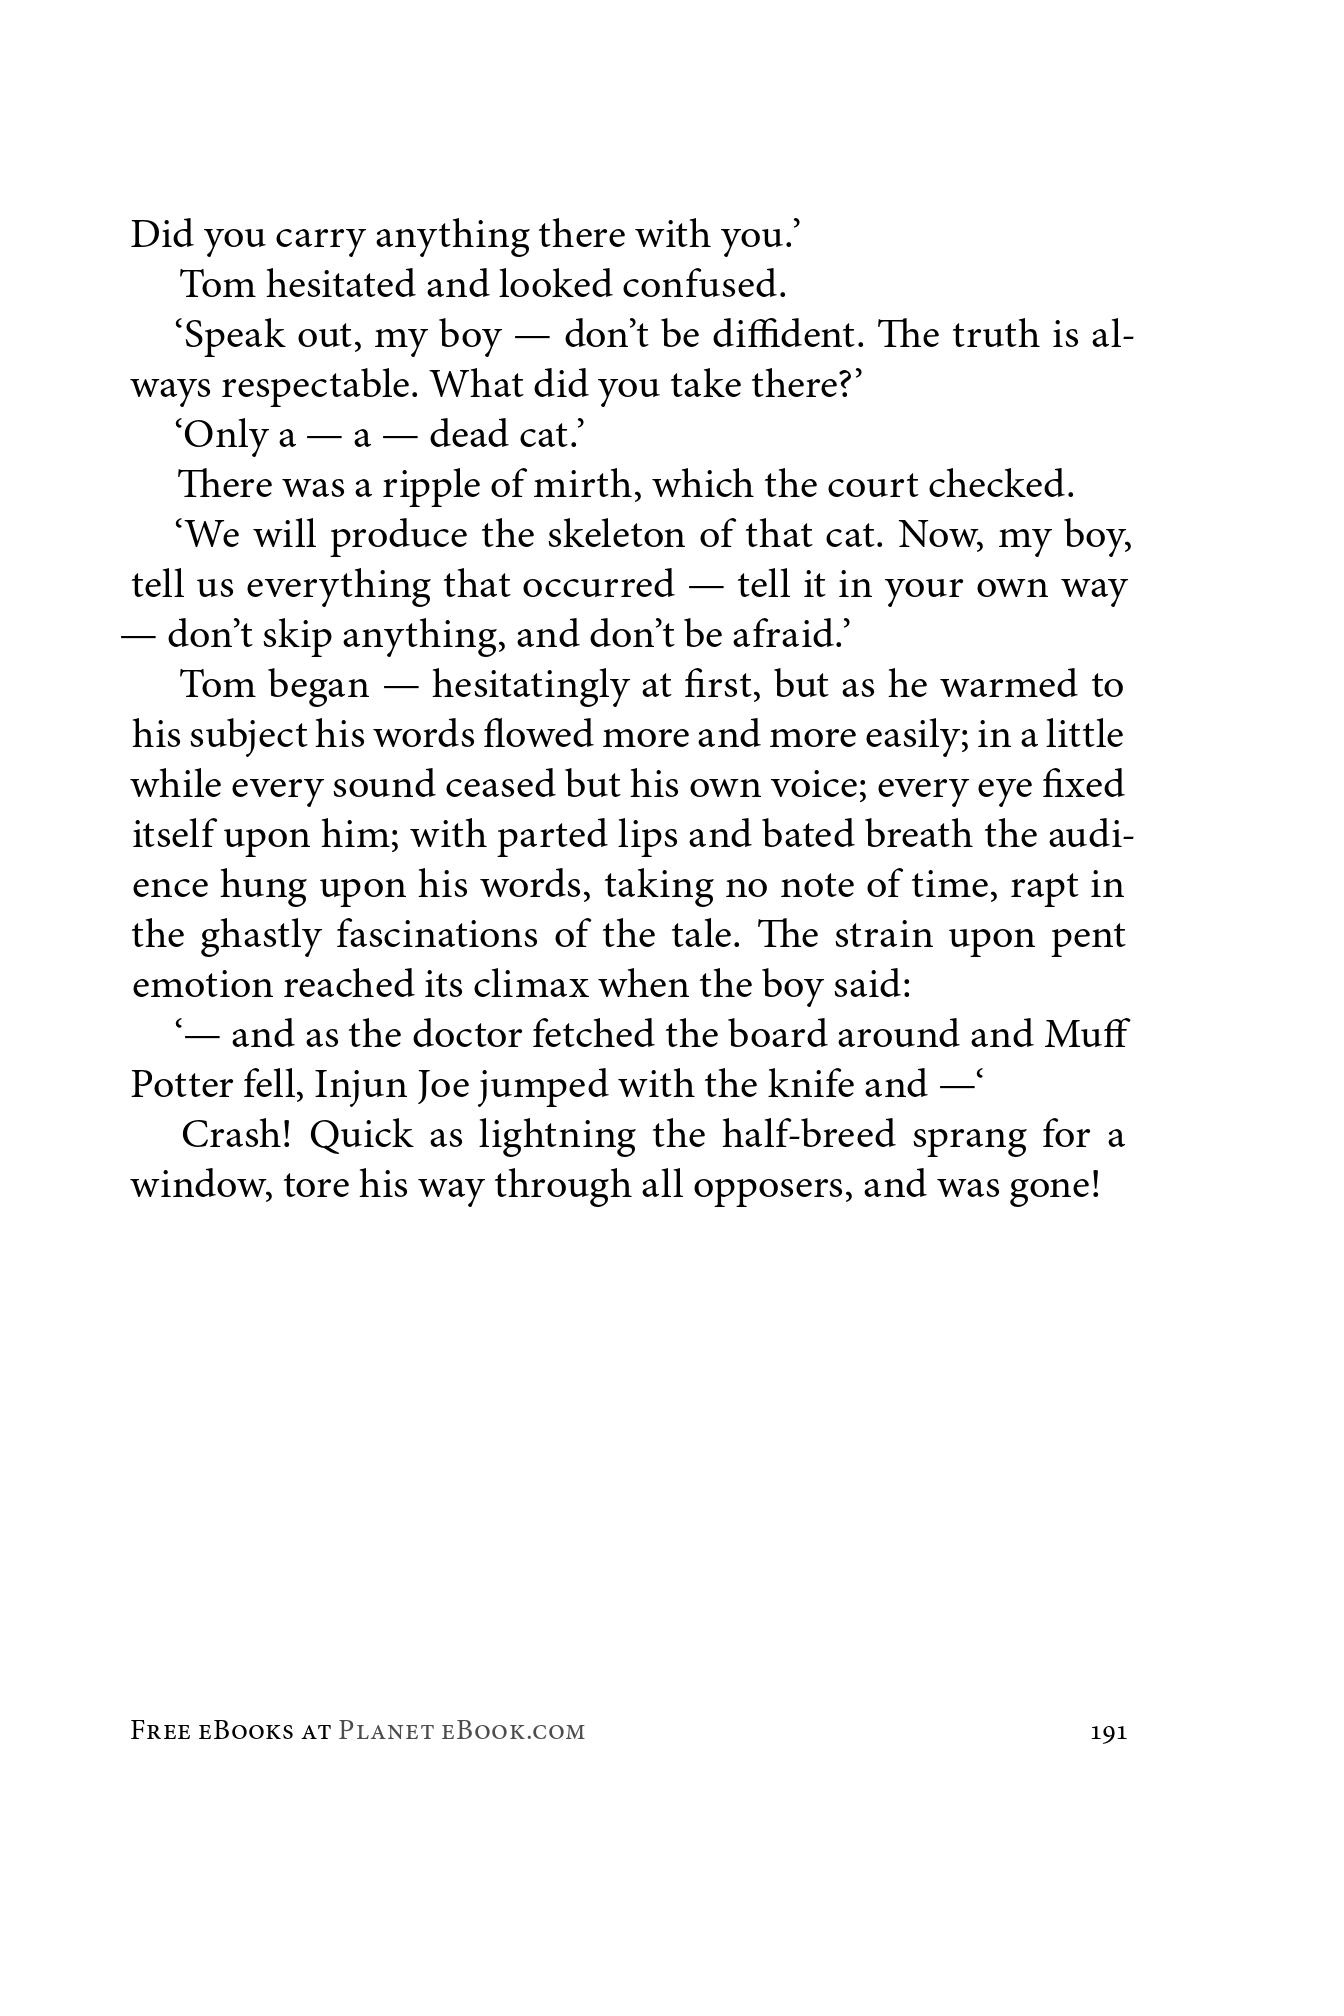 Did you carry anything there with you.’
Tom hesitated and looked confused.
‘Speak out, my boy — don’t be diffident. The truth is al-
ways respectable. What did you take there?’
‘Only a — a — dead cat.’
There was a ripple of mirth, which the court checked.
‘We will produce the skeleton of that cat. Now, my boy,
tell us everything that occurred — tell it in your own way
— don’t skip anything, and don’t be afraid.’
Tom began — hesitatingly at first, but as he warmed to
his subject his words flowed more and more easily; in a little
while every sound ceased but his own voice; every eye fixed
itself upon him; with parted lips and bated breath the audi-
ence hung upon his words, taking no note of time, rapt in
the ghastly fascinations of the tale. The strain upon pent
emotion reached its climax when the boy said:
‘— and as the doctor fetched the board around and Muff
Potter fell, Injun Joe jumped with the knife and —‘
Crash! Quick as lightning the half-breed sprang for a
window, tore his way through all opposers, and was gone!
Free eBooks at Planet eBook.com 191